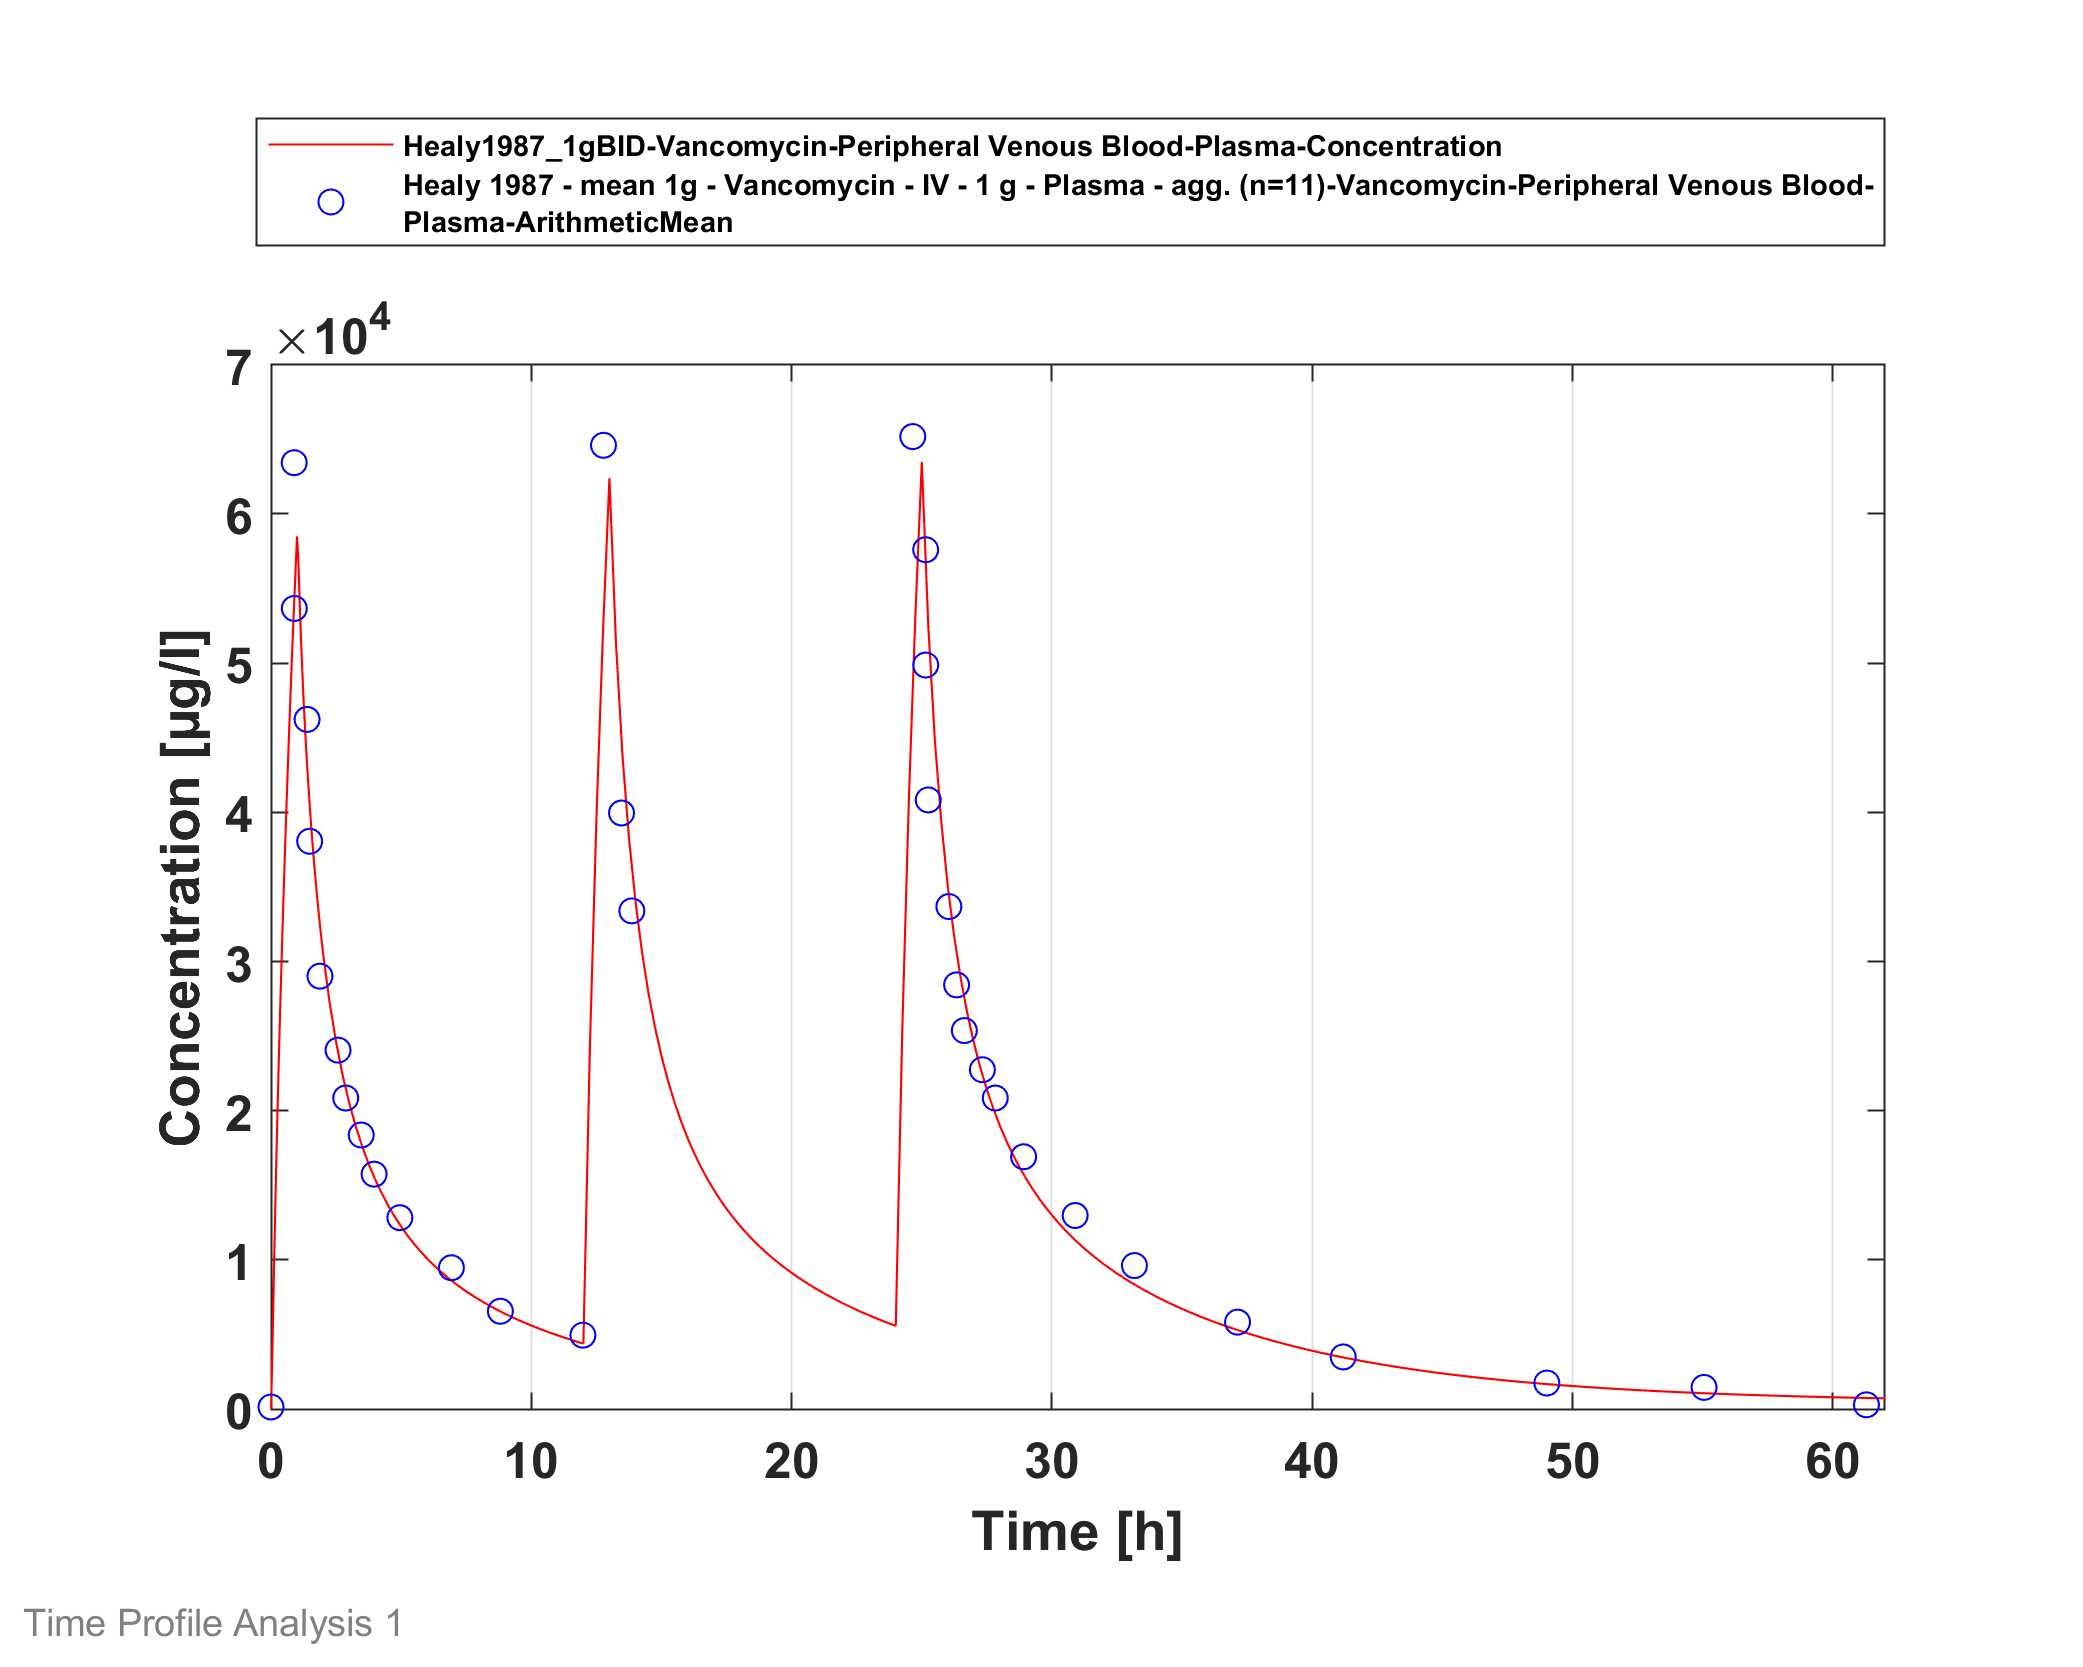 Healy1987_1gBID-Vancomycin-Peripheral Venous Blood-Plasma-Concentration
Healy 1987 - mean 1g - Vancomycin - IV - 1 g - Plasma - agg. (n=11)-Vancomycin-Peripheral Venous Blood-
Plasma-ArithmeticMean
×10⁴
7
6
5
4
3
2
1
0
Concentration [µg/l]
0 10 20 30 40 50 60
Time [h]
Time Profile Analysis 1